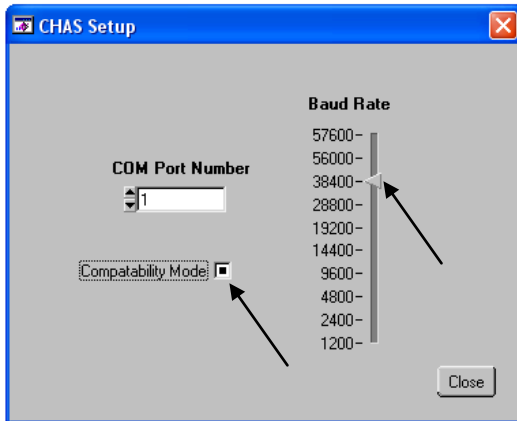 CHAS Setup
Baud Rate
57600
56000
COM Port Number
38400
1
28800
19200
14400
Compatability Mode
9600
4800
2400
1200
Close